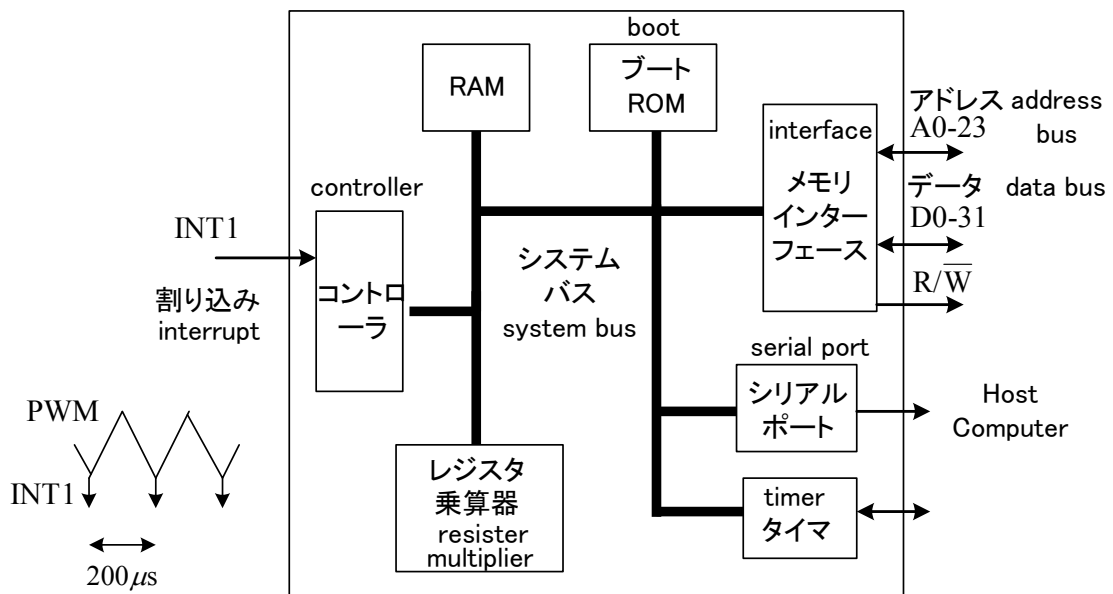 boot
RAM
ブート
ROM
interface
メモリ
インター
フェース
アドレス address
A0-23 bus
データ data bus
D0-31
R/W̅
controller
INT1
コントロ
ーラ
割り込み
interrupt
システム
バス
system bus
serial port
シリアル
ポート
Host
Computer
PWM
INT1
200μs
レジスタ
乗算器
resister
multiplier
timer
タイマ